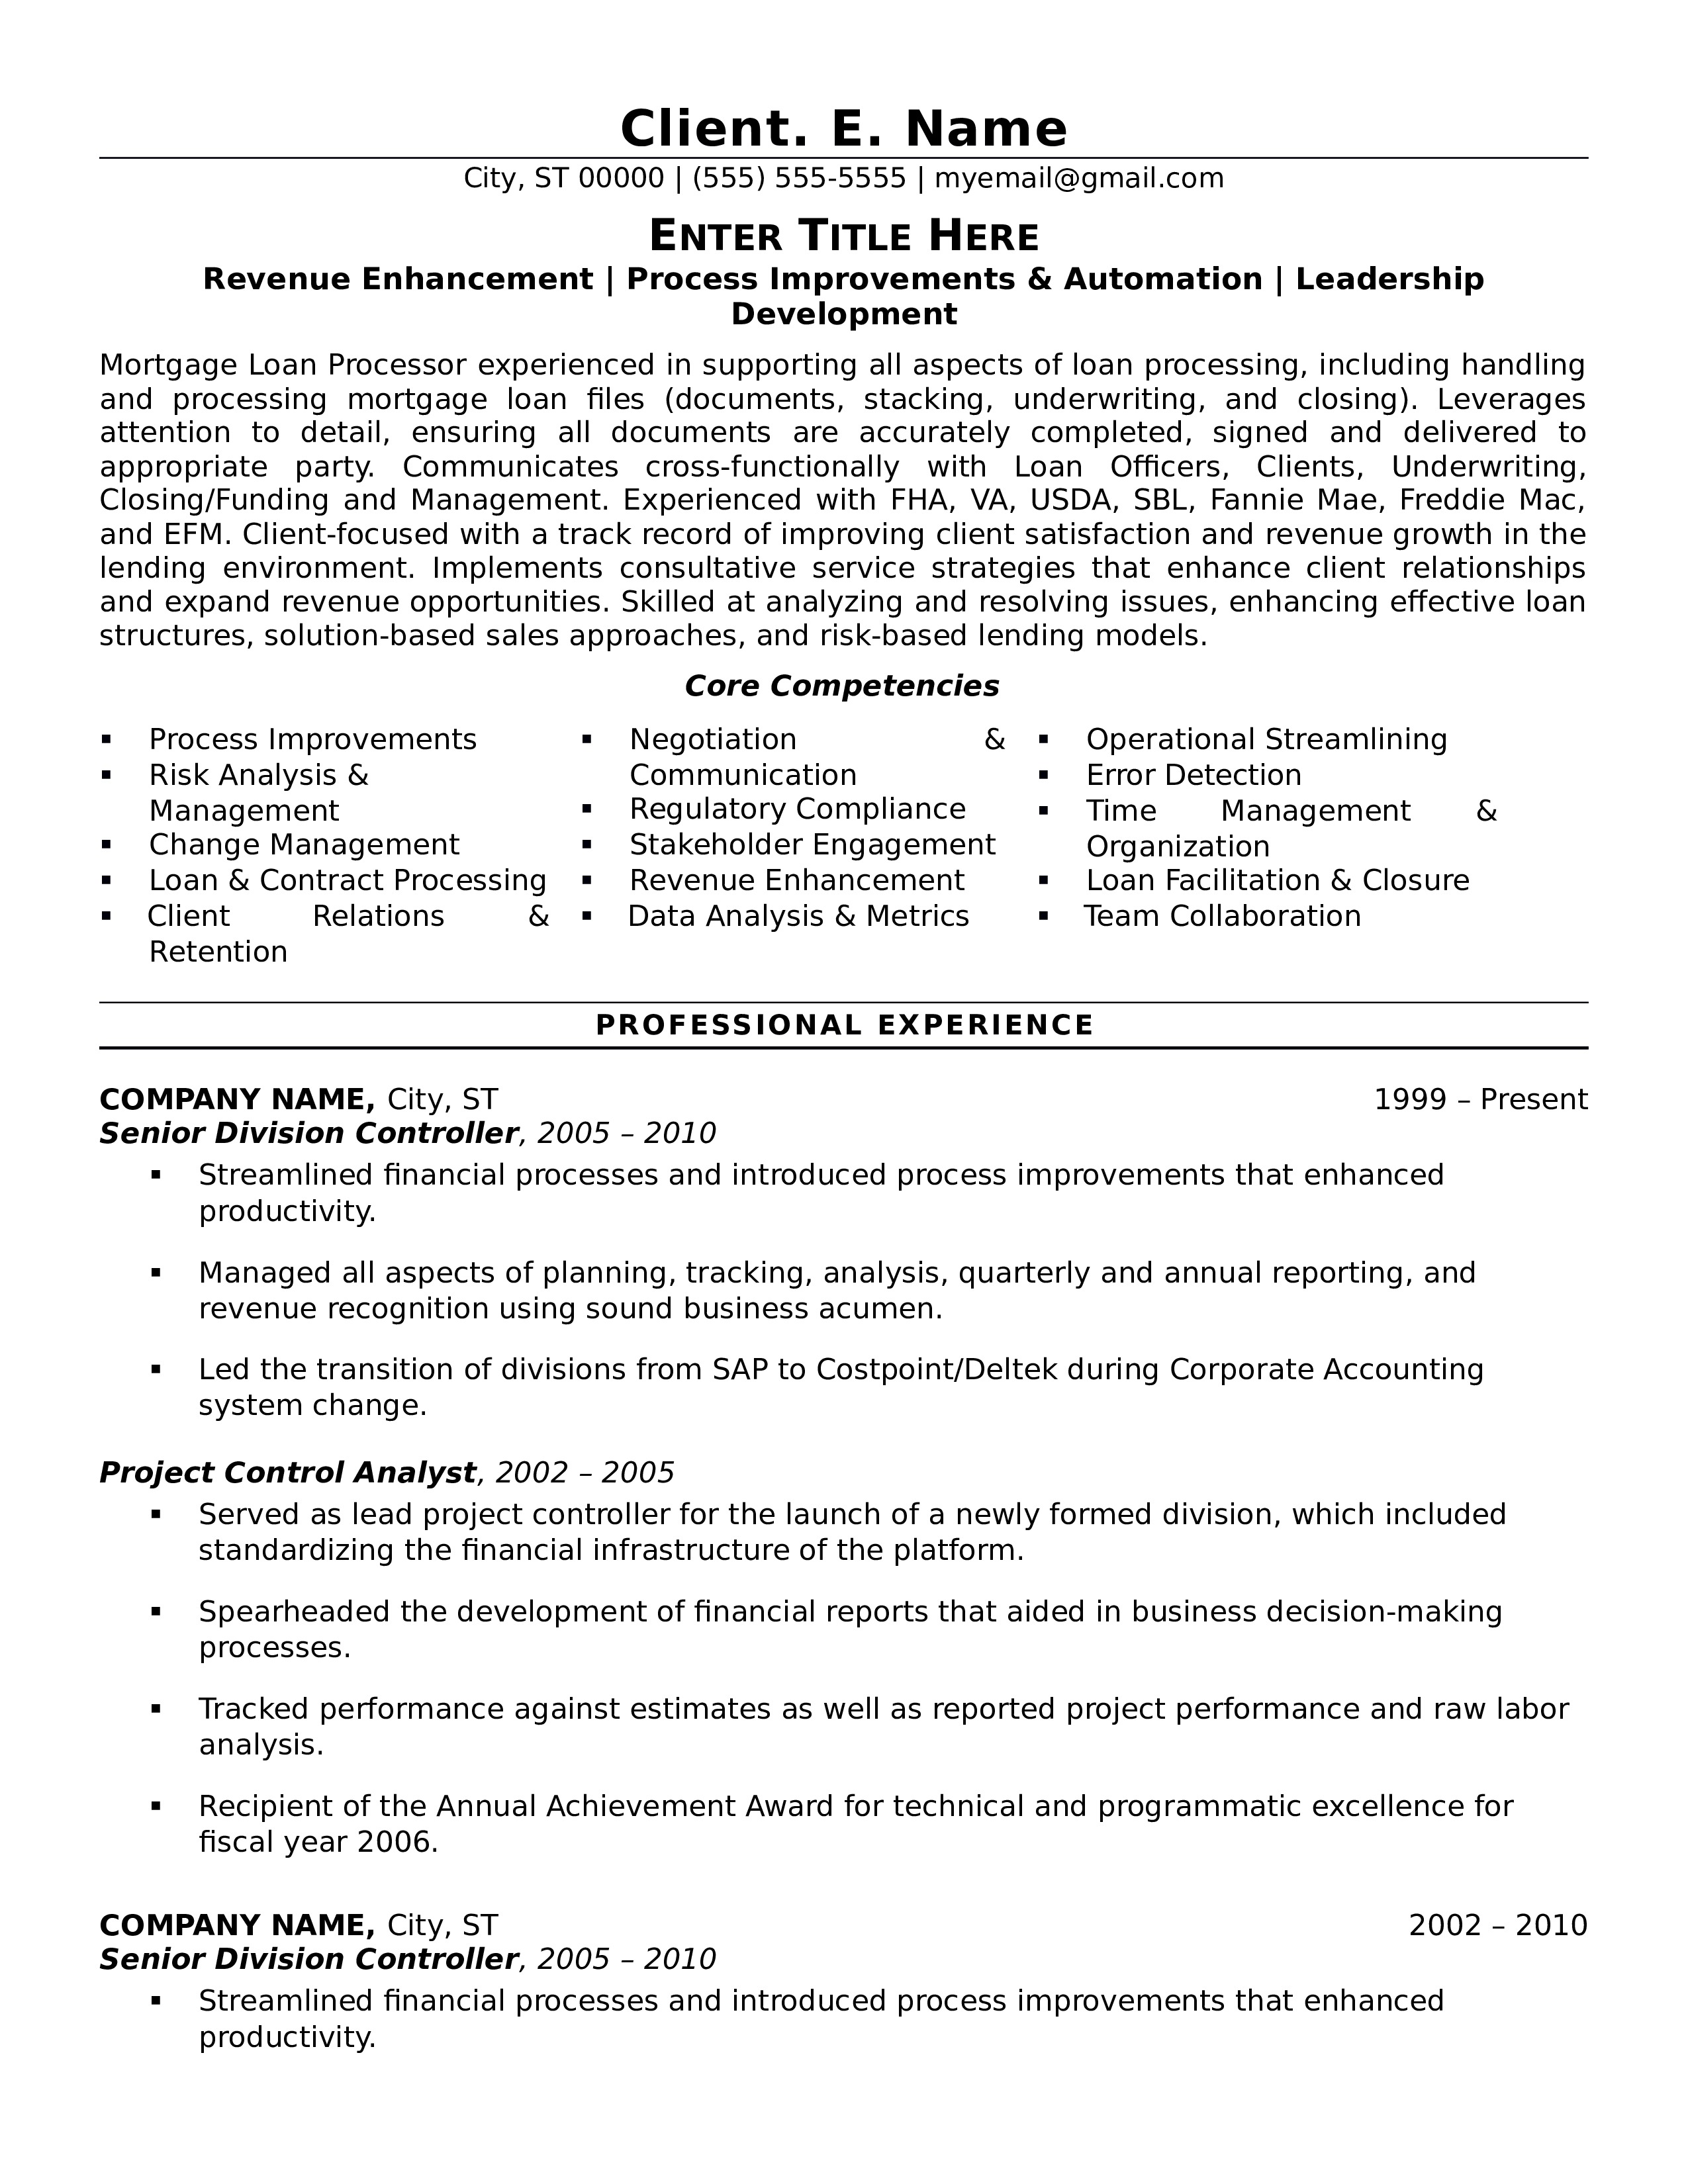 Client. E. Name
City, ST 00000 | (555) 555-5555 | myemail@gmail.com
ENTER TITLE HERE
Revenue Enhancement | Process Improvements & Automation | Leadership
Development
Mortgage Loan Processor experienced in supporting all aspects of loan processing, including handling
and processing mortgage loan files (documents, stacking, underwriting, and closing). Leverages
attention to detail, ensuring all documents are accurately completed, signed and delivered to
appropriate party. Communicates cross-functionally with Loan Officers, Clients, Underwriting,
Closing/Funding and Management. Experienced with FHA, VA, USDA, SBL, Fannie Mae, Freddie Mac,
and EFM. Client-focused with a track record of improving client satisfaction and revenue growth in the
lending environment. Implements consultative service strategies that enhance client relationships
and expand revenue opportunities. Skilled at analyzing and resolving issues, enhancing effective loan
structures, solution-based sales approaches, and risk-based lending models.
Core Competencies
▪ Process Improvements
▪ Risk Analysis &
Management
▪ Change Management
▪ Loan & Contract Processing
▪ Client Relations &
Retention
▪ Negotiation &
Communication
▪ Regulatory Compliance
▪ Stakeholder Engagement
▪ Revenue Enhancement
▪ Data Analysis & Metrics
▪ Operational Streamlining
▪ Error Detection
▪ Time Management &
Organization
▪ Loan Facilitation & Closure
▪ Team Collaboration
PROFESSIONAL EXPERIENCE
COMPANY NAME, City, ST 1999 – Present
Senior Division Controller, 2005 – 2010
▪ Streamlined financial processes and introduced process improvements that enhanced
productivity.
▪ Managed all aspects of planning, tracking, analysis, quarterly and annual reporting, and
revenue recognition using sound business acumen.
▪ Led the transition of divisions from SAP to Costpoint/Deltek during Corporate Accounting
system change.
Project Control Analyst, 2002 – 2005
▪ Served as lead project controller for the launch of a newly formed division, which included
standardizing the financial infrastructure of the platform.
▪ Spearheaded the development of financial reports that aided in business decision-making
processes.
▪ Tracked performance against estimates as well as reported project performance and raw labor
analysis.
▪ Recipient of the Annual Achievement Award for technical and programmatic excellence for
fiscal year 2006.
COMPANY NAME, City, ST 2002 – 2010
Senior Division Controller, 2005 – 2010
▪ Streamlined financial processes and introduced process improvements that enhanced
productivity.